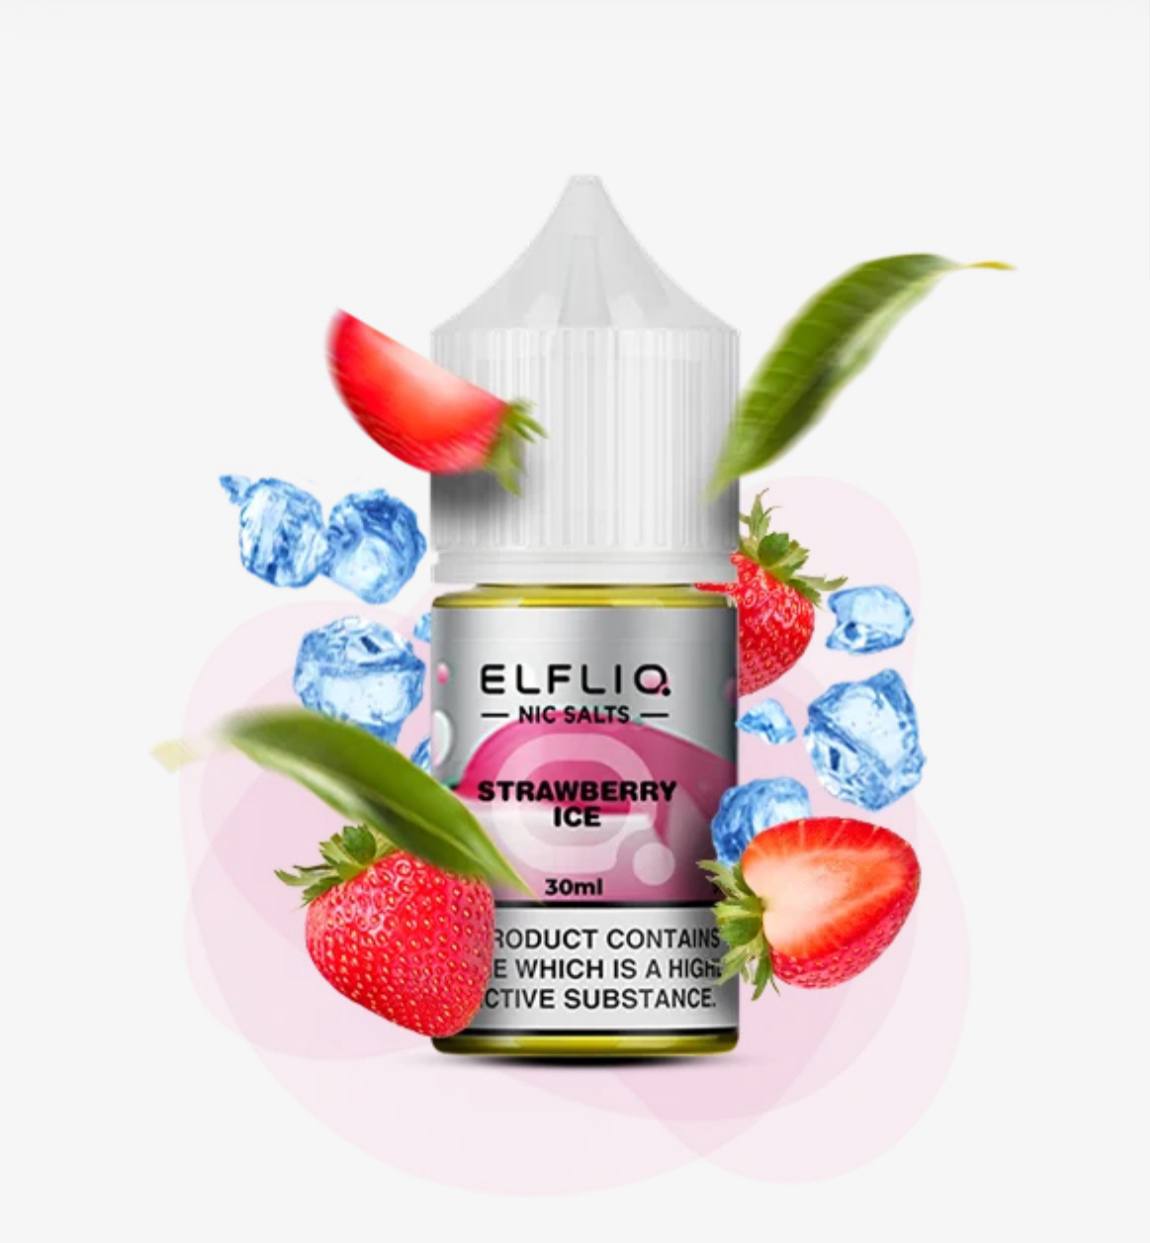 ELFLIQ
NIC SALTS
STRAWBERRY
ICE
30ml
RODUCT CONTAINS
E WHICH IS A HIGH
CTIVE SUBSTANCE.